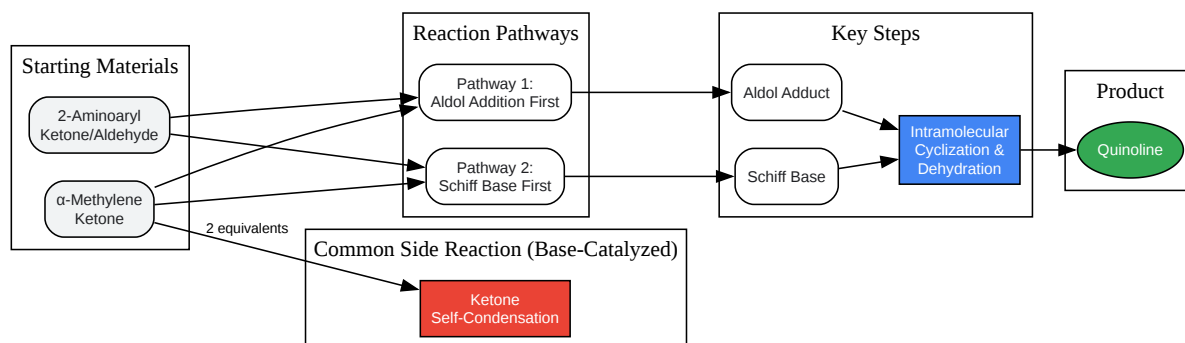 Starting Materials
2-Aminoaryl
Ketone/Aldehyde
α-Methylene
Ketone
Reaction Pathways
Pathway 1:
Aldol Addition First
Pathway 2:
Schiff Base First
Key Steps
Aldol Adduct
Schiff Base
Intramolecular
Cyclization &
Dehydration
Product
Quinoline
2 equivalents
Common Side Reaction (Base-Catalyzed)
Ketone
Self-Condensation